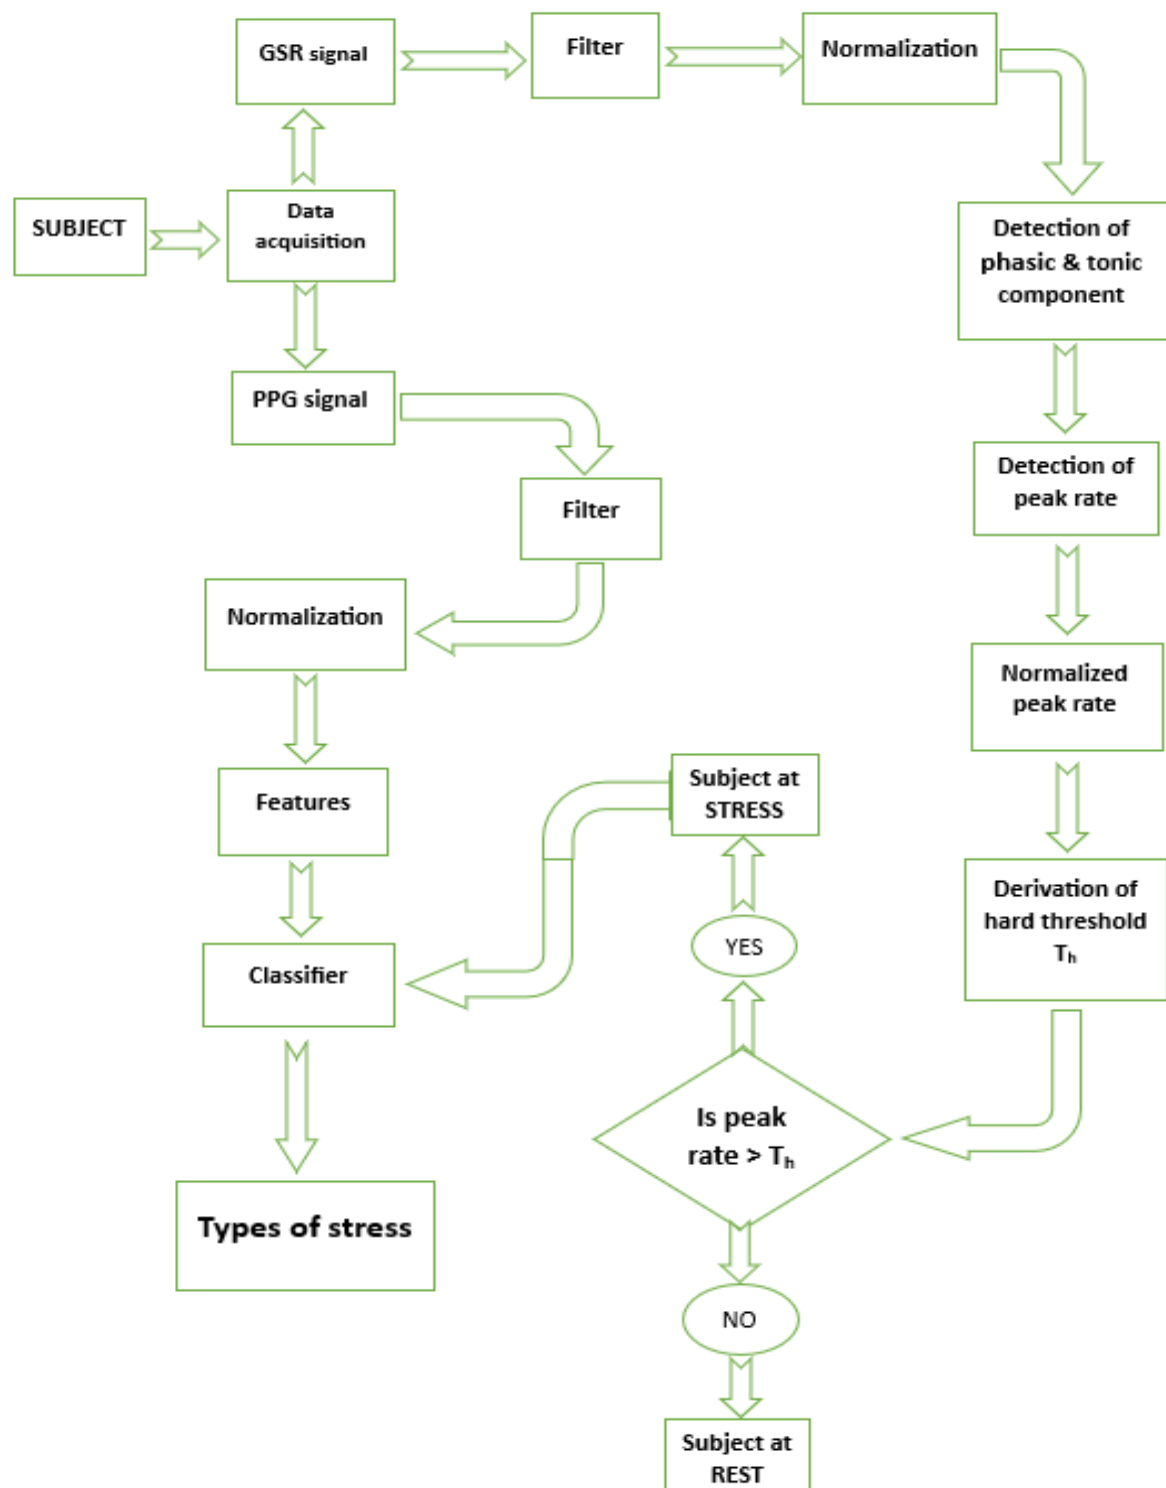 GSR signal
Filter
Normalization
SUBJECT
Data
acquisition
Detection of
phasic & tonic
component
PPG signal
Detection of
peak rate
Filter
Normalization
Normalized
peak rate
Features
Subject at
STRESS
Derivation of
hard threshold
Tₕ
Classifier
YES
Is peak
rate > Tₕ
Types of stress
NO
Subject at
REST